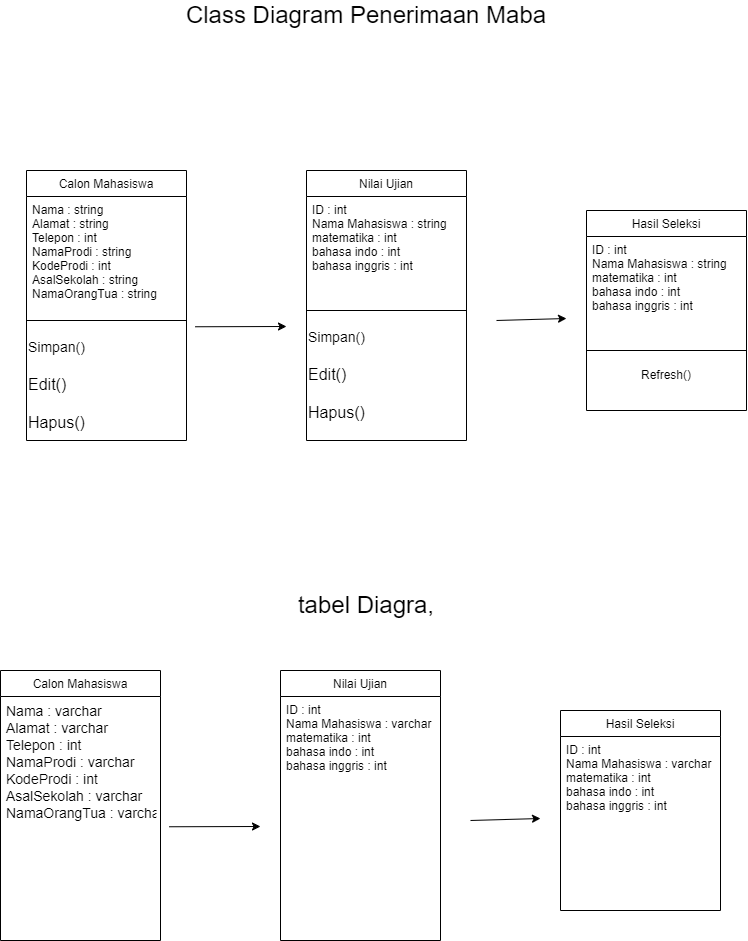 Class Diagram Penerimaan Maba
Calon Mahasiswa
Nama : string
Alamat : string
Telepon : int
NamaProdi : string
KodeProdi : int
AsalSekolah : string
NamaOrangTua : string
Simpan()
Edit()
Hapus()
Nilai Ujian
ID : int
Nama Mahasiswa : string
matematika : int
bahasa indo : int
bahasa inggris : int
Simpan()
Edit()
Hapus()
Hasil Seleksi
ID : int
Nama Mahasiswa : string
matematika : int
bahasa indo : int
bahasa inggris : int
Refresh()
tabel Diagra,
Calon Mahasiswa
Nama : varchar
Alamat : varchar
Telepon : int
NamaProdi : varchar
KodeProdi : int
AsalSekolah : varchar
NamaOrangTua : varcha
Nilai Ujian
ID : int
Nama Mahasiswa : varchar
matematika : int
bahasa indo : int
bahasa inggris : int
Hasil Seleksi
ID : int
Nama Mahasiswa : varchar
matematika : int
bahasa indo : int
bahasa inggris : int